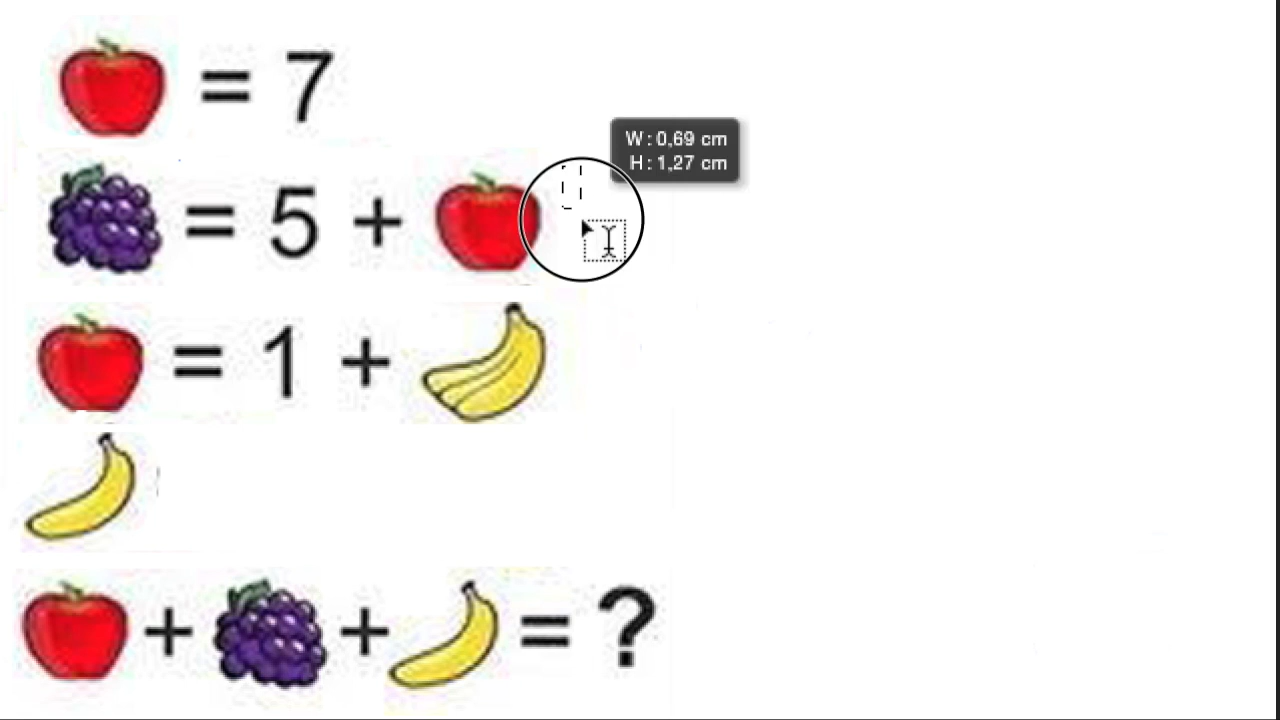 = 7
W: 0,69 cm
H: 1,27 cm
= 5 +
= 1 +
+ + = ?